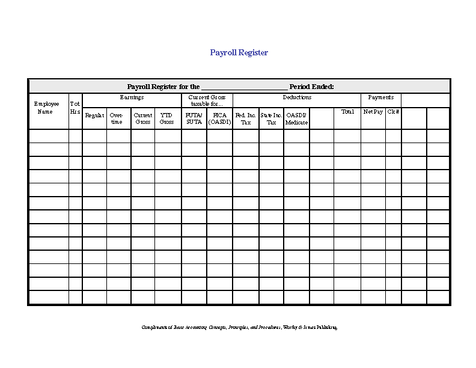 Payroll Register
Payroll Register for the ____________________ Period Ended:
Employee Name
Tot Hrs
Earnings
Current Gross taxable for...
Deductions
Payments
Regular
Over-time
Current Gross
YTD Gross
FUTA/ SUTA
FICA (OASDI)
Fed. Inc. Tax
State Inc. Tax
OASDI/ Medicare
Total
Net Pay
Ck #
Compliments of Basic Accounting Concepts, Principles, and Procedures, Worthy & James Publishing